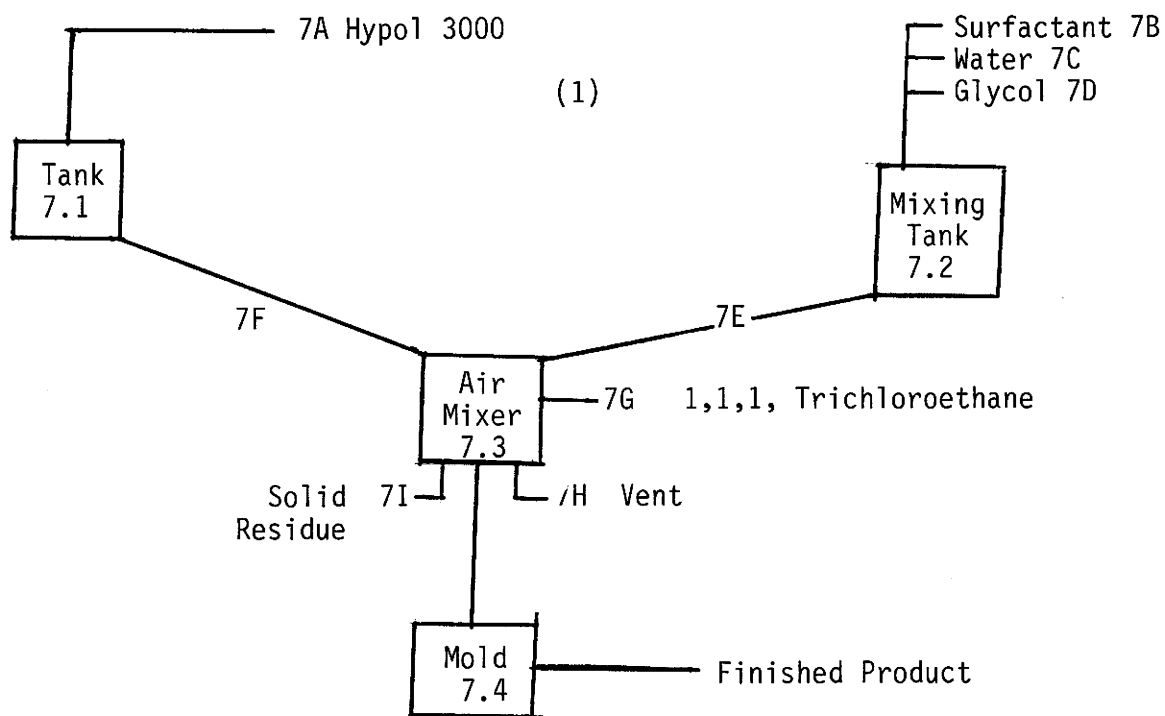 7A Hypol 3000
Surfactant 7B
Water 7C
Glycol 7D
(1)
Tank
7.1
Mixing
Tank
7.2
7F
7E
Air
Mixer
7.3
7G 1,1,1, Trichloroethane
Solid 7I
Residue
7H Vent
Mold
7.4
Finished Product